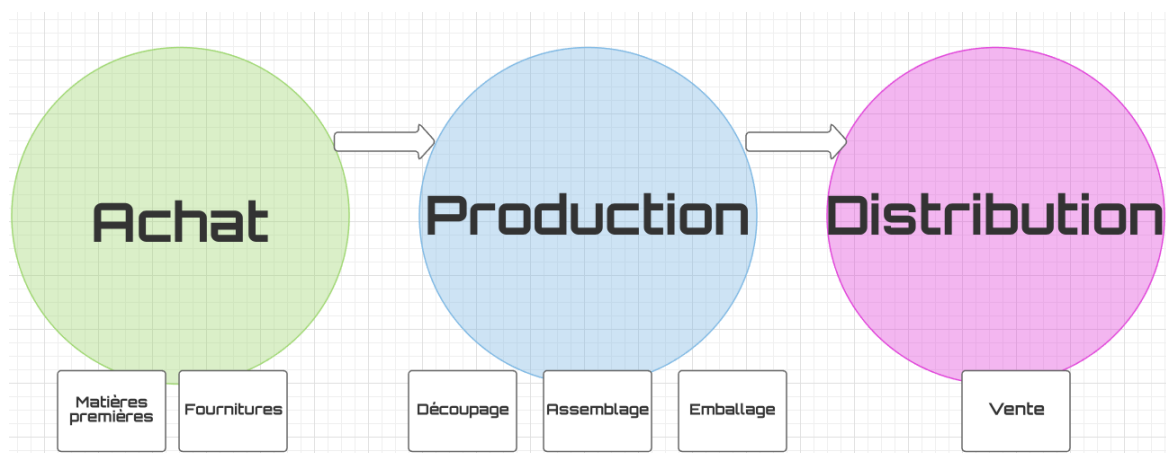 Achat
Production
Distribution
Matières
premières
Fournitures
Découpage
Assemblage
Emballage
Vente